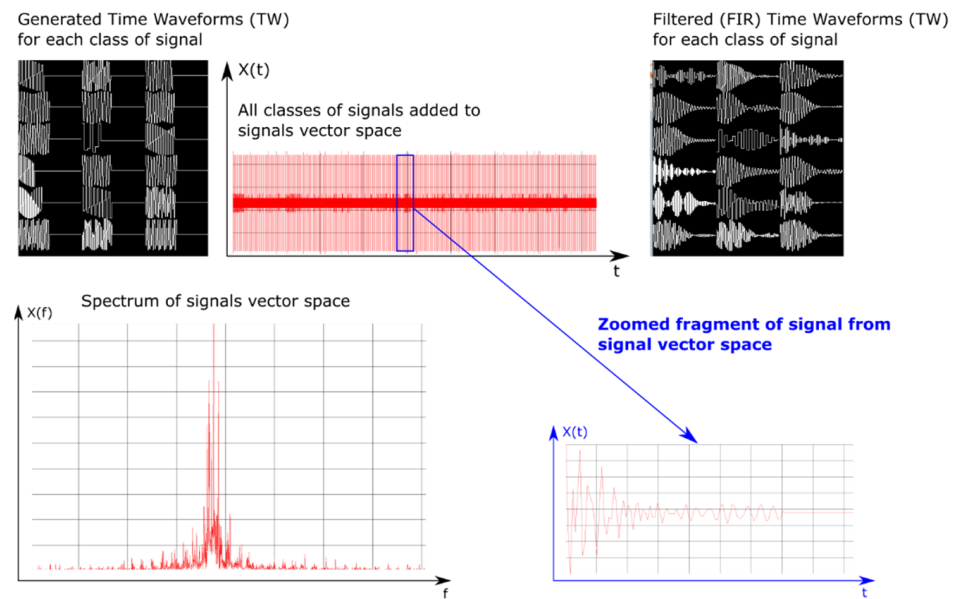 Generated Time Waveforms (TW)
for each class of signal
X(t)
All classes of signals added to
signals vector space
t
Filtered (FIR) Time Waveforms (TW)
for each class of signal
Spectrum of signals vector space
X(f)
f
Zoomed fragment of signal from
signal vector space
X(t)
t